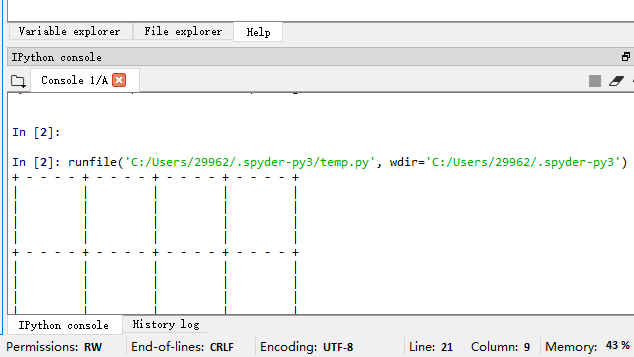 Variable explorer File explorer Help
IPython console
Console 1/A
In [2]:
In [2]: runfile('C:/Users/29962/.spyder-py3/temp.py', wdir='C:/Users/29962/.spyder-py3')
+ - - - - + - - - - + - - - - + - - - - +
|         |         |         |         |
|         |         |         |         |
|         |         |         |         |
|         |         |         |         |
+ - - - - + - - - - + - - - - + - - - - +
|         |         |         |         |
|         |         |         |         |
|         |         |         |         |
|         |         |         |         |
IPython console History log
Permissions: RW End-of-lines: CRLF Encoding: UTF-8 Line: 21 Column: 9 Memory: 43 %